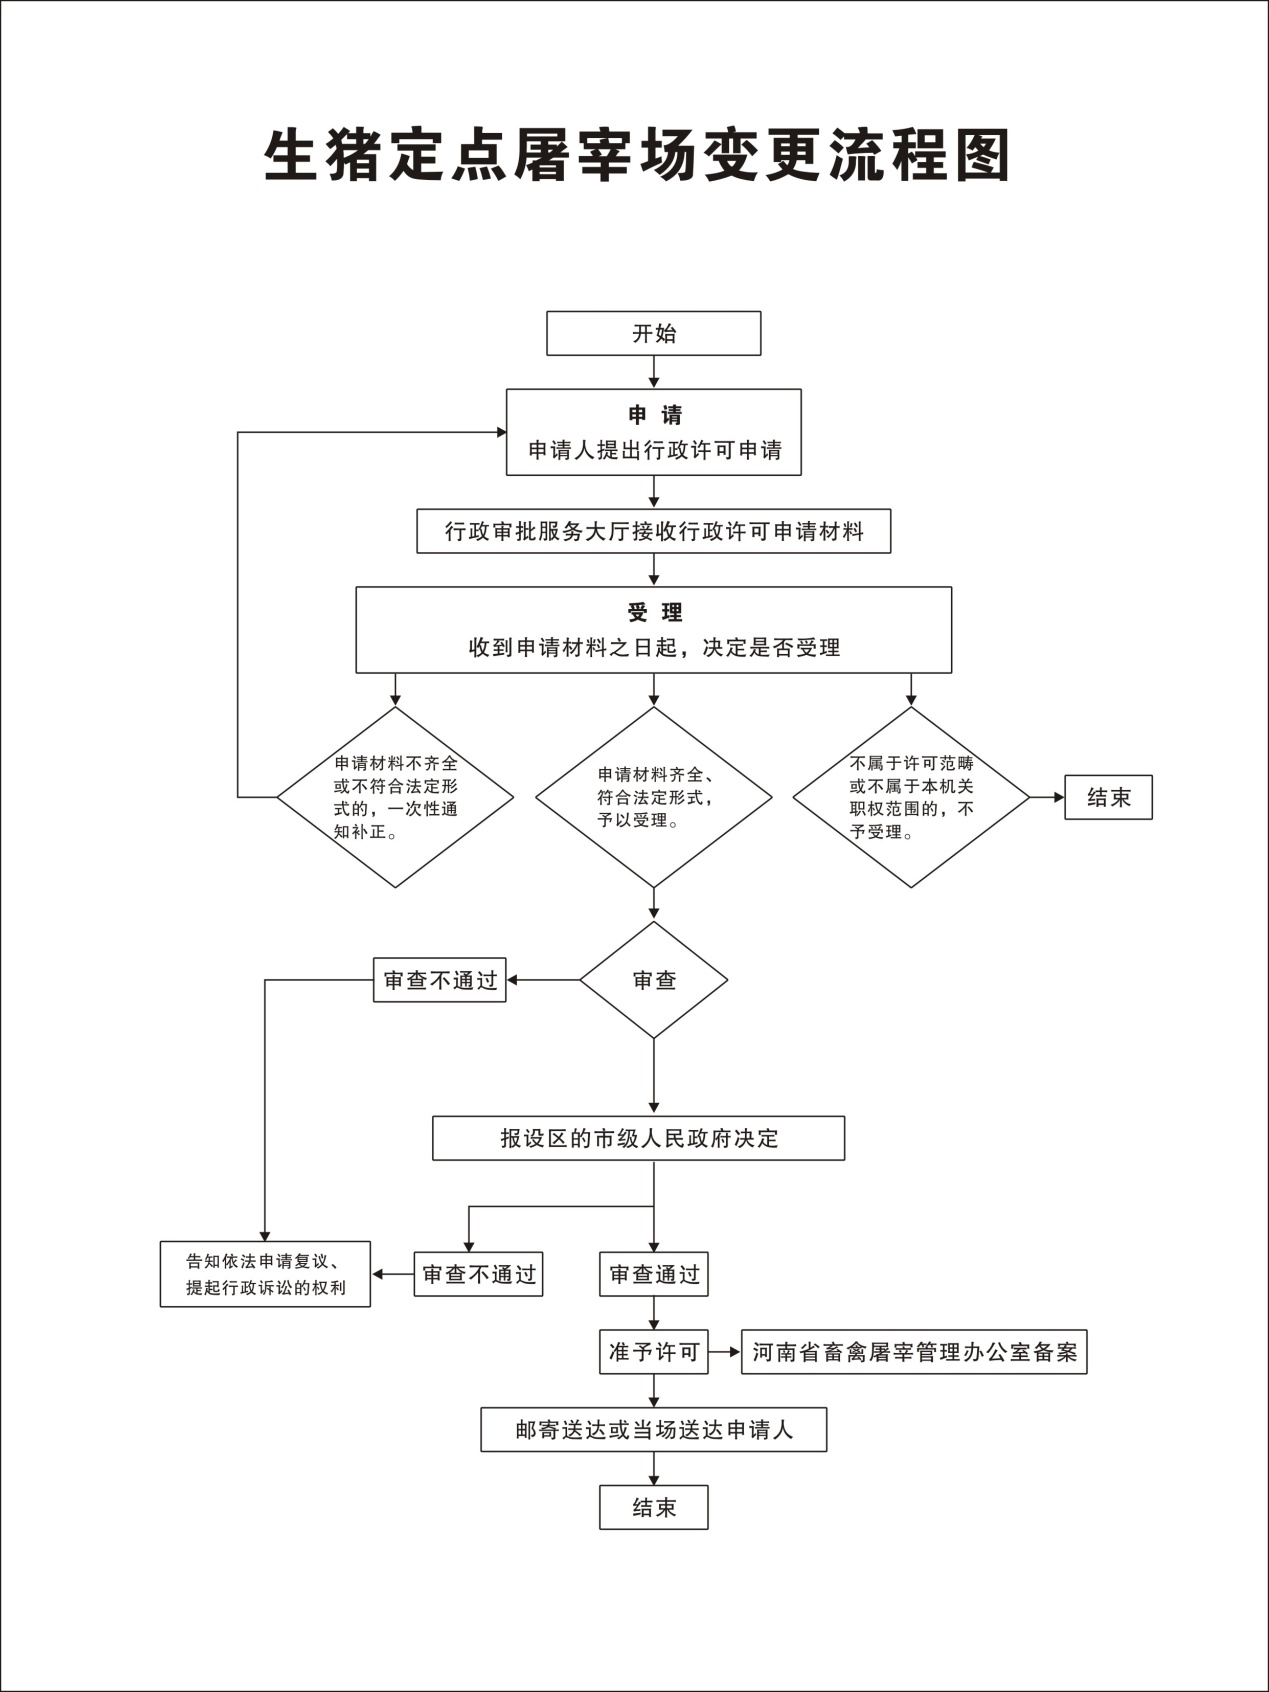 生猪定点屠宰场变更流程图
开始
申 请
申请人提出行政许可申请
行政审批服务大厅接收行政许可申请材料
受 理
收到申请材料之日起，决定是否受理
申请材料不齐全
或不符合法定形
式的，一次性通
知补正。
申请材料齐全、
符合法定形式，
予以受理。
不属于许可范畴
或不属于本机关
职权范围的，不
予受理。
结束
审查不通过
审查
报设区的市级人民政府决定
告知依法申请复议、
提起行政诉讼的权利
审查不通过
审查通过
准予许可
河南省畜禽屠宰管理办公室备案
邮寄送达或当场送达申请人
结束